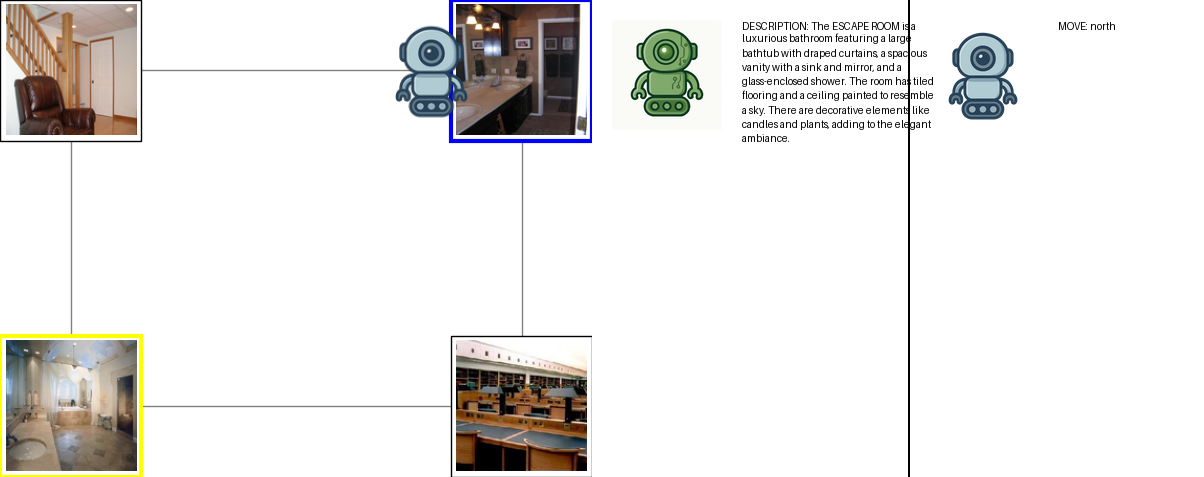 DESCRIPTION: The ESCAPE ROOM is a
luxurious bathroom featuring a large
bathtub with draped curtains, a spacious
vanity with a sink and mirror, and a
glass-enclosed shower. The room has tiled
flooring and a ceiling painted to resemble
a sky. There are decorative elements like
candles and plants, adding to the elegant
ambiance.
MOVE: north